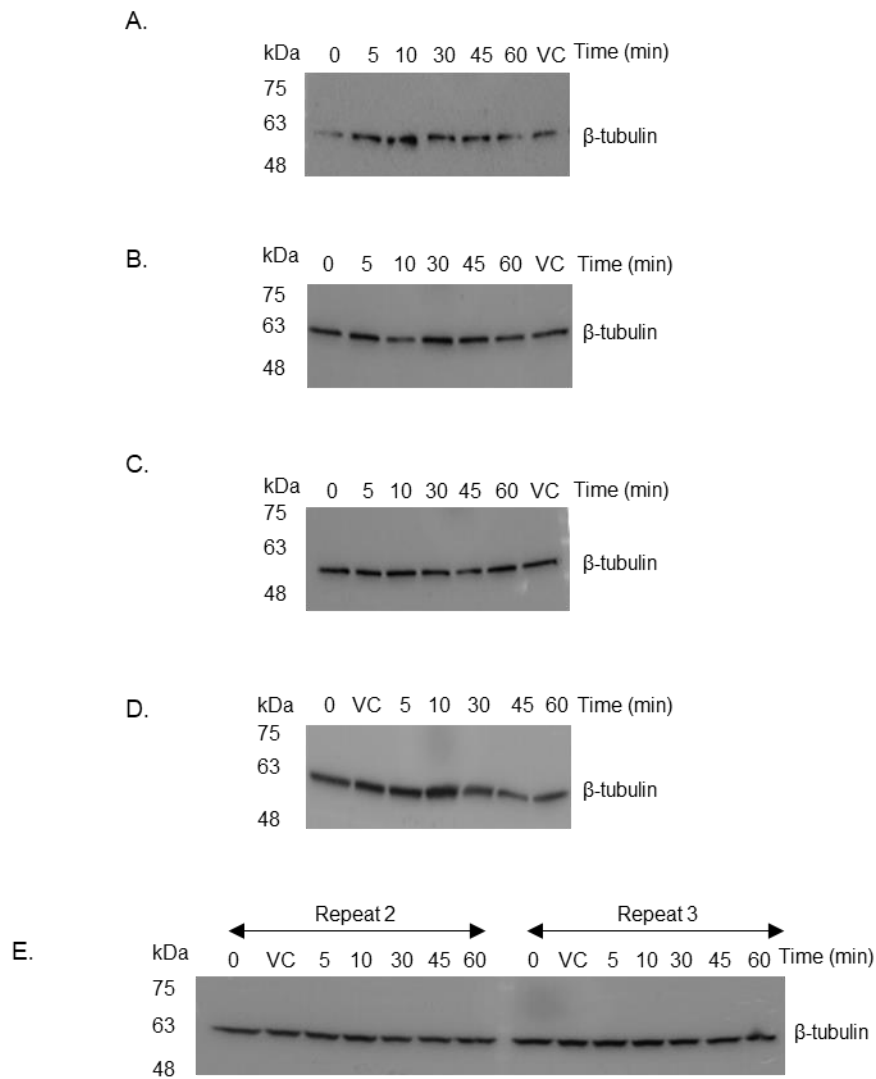 A.
kDa 0 5 10 30 45 60 VC Time (min)
75
63
β-tubulin
48
B.
kDa 0 5 10 30 45 60 VC Time (min)
75
63
β-tubulin
48
C.
kDa 0 5 10 30 45 60 VC Time (min)
75
63
β-tubulin
48
D.
kDa 0 VC 5 10 30 45 60 Time (min)
75
63
β-tubulin
48
Repeat 2 Repeat 3
E.
kDa 0 VC 5 10 30 45 60 0 VC 5 10 30 45 60 Time (min)
75
63
β-tubulin
48